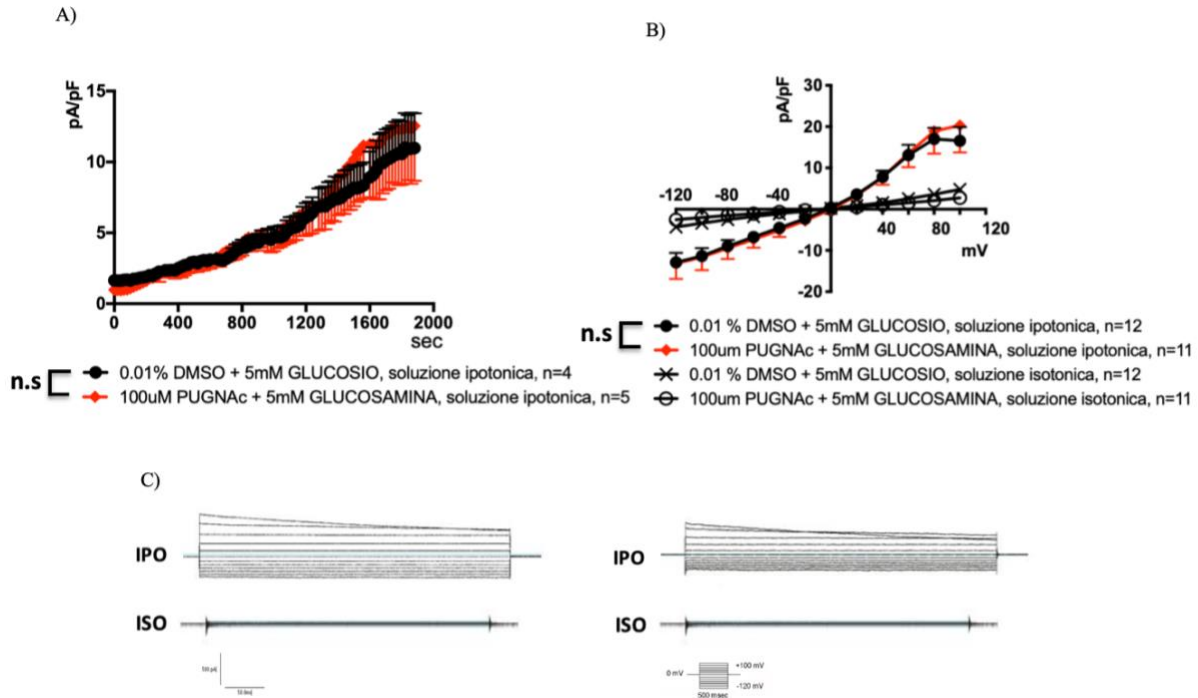 A)
pA/pF
15
10
5
0
0 400 800 1200 1600 2000
sec
n.s
0.01% DMSO + 5mM GLUCOSIO, soluzione ipotonica, n=4
100uM PUGNAc + 5mM GLUCOSAMINA, soluzione ipotonica, n=5
B)
pA/pF
30
20
10
-120 -80 -40
40 80 120
mV
-10
-20
n.s
0.01 % DMSO + 5mM GLUCOSIO, soluzione ipotonica, n=12
100um PUGNAc + 5mM GLUCOSAMINA, soluzione ipotonica, n=11
0.01 % DMSO + 5mM GLUCOSIO, soluzione isotonica, n=12
100um PUGNAc + 5mM GLUCOSAMINA, soluzione isotonica, n=11
C)
IPO
ISO
IPO
ISO
0 mV
+100 mV
-120 mV
500 msec